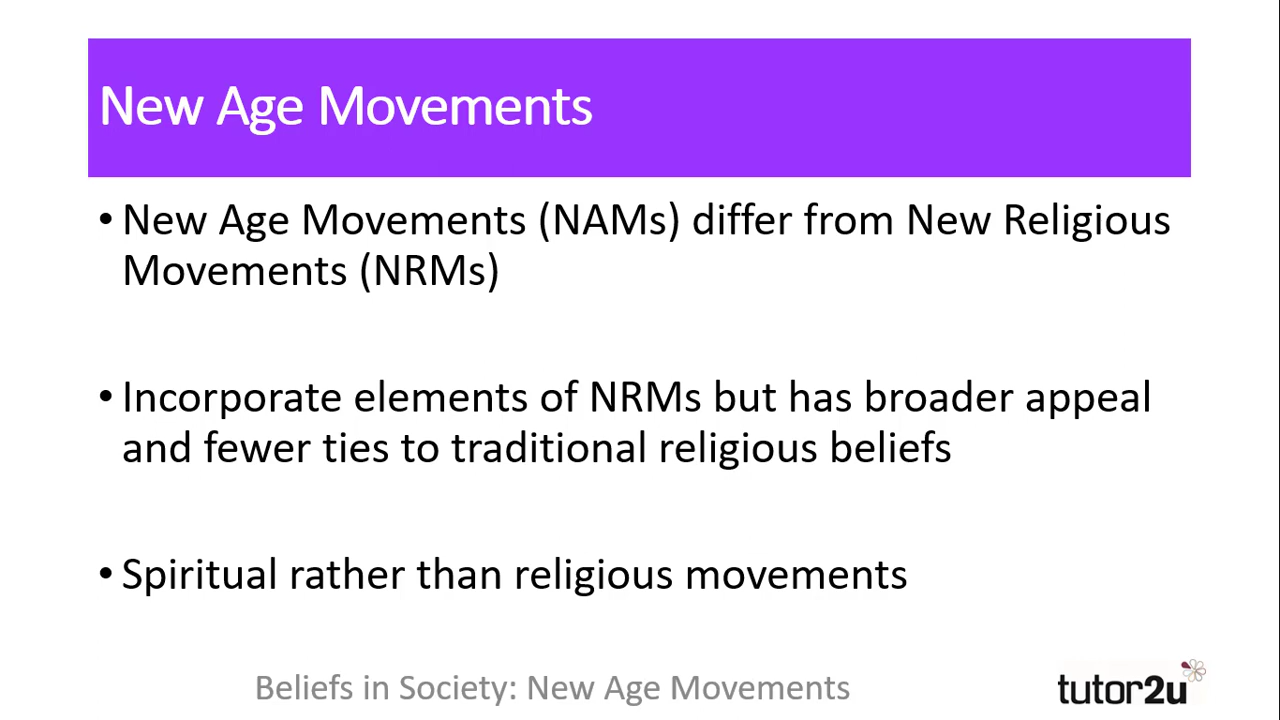 New Age Movements
• New Age Movements (NAMs) differ from New Religious
Movements (NRMs)
• Incorporate elements of NRMs but has broader appeal
and fewer ties to traditional religious beliefs
• Spiritual rather than religious movements
Beliefs in Society: New Age Movements
tutor2u